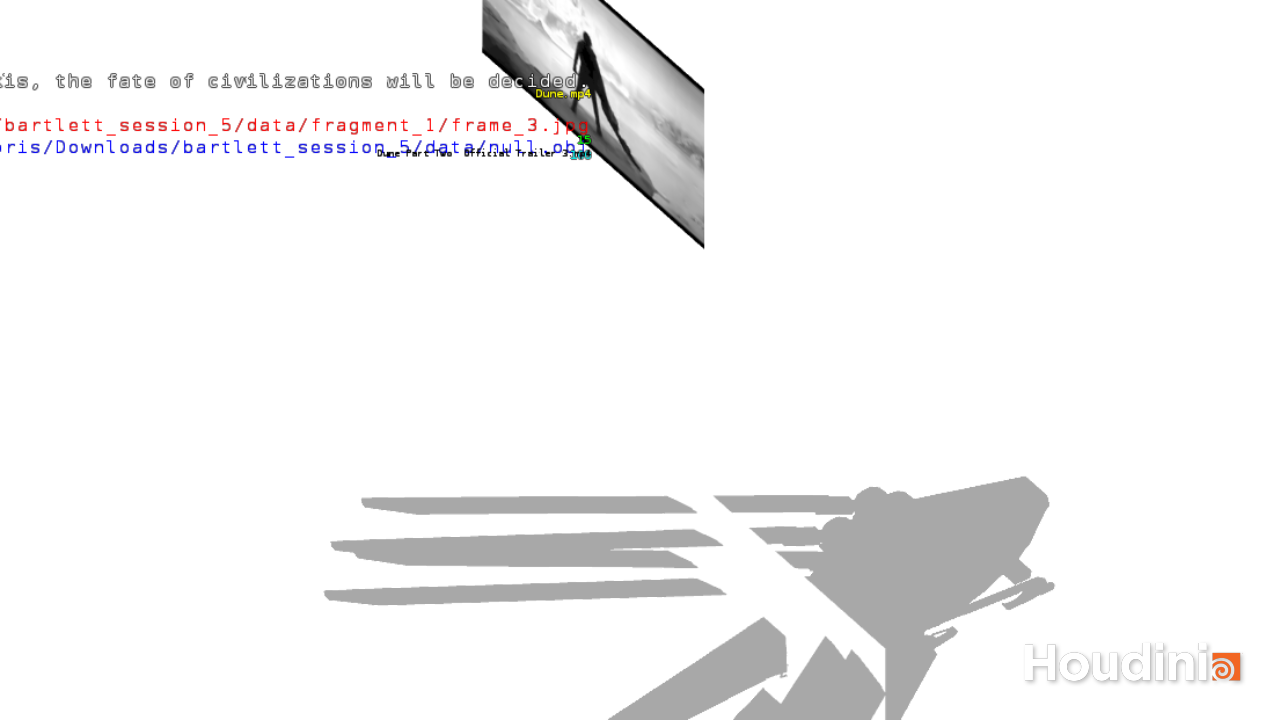 is, the fate of civilizations will be decided.
Dune.mp4
/bartlett_session_5/data/fragment_1/frame_3.jpg
15
oris/Downloads/bartlett_session_5/data/null.obj
Dune Part Two Official Trailer 3.mp4
Houdini